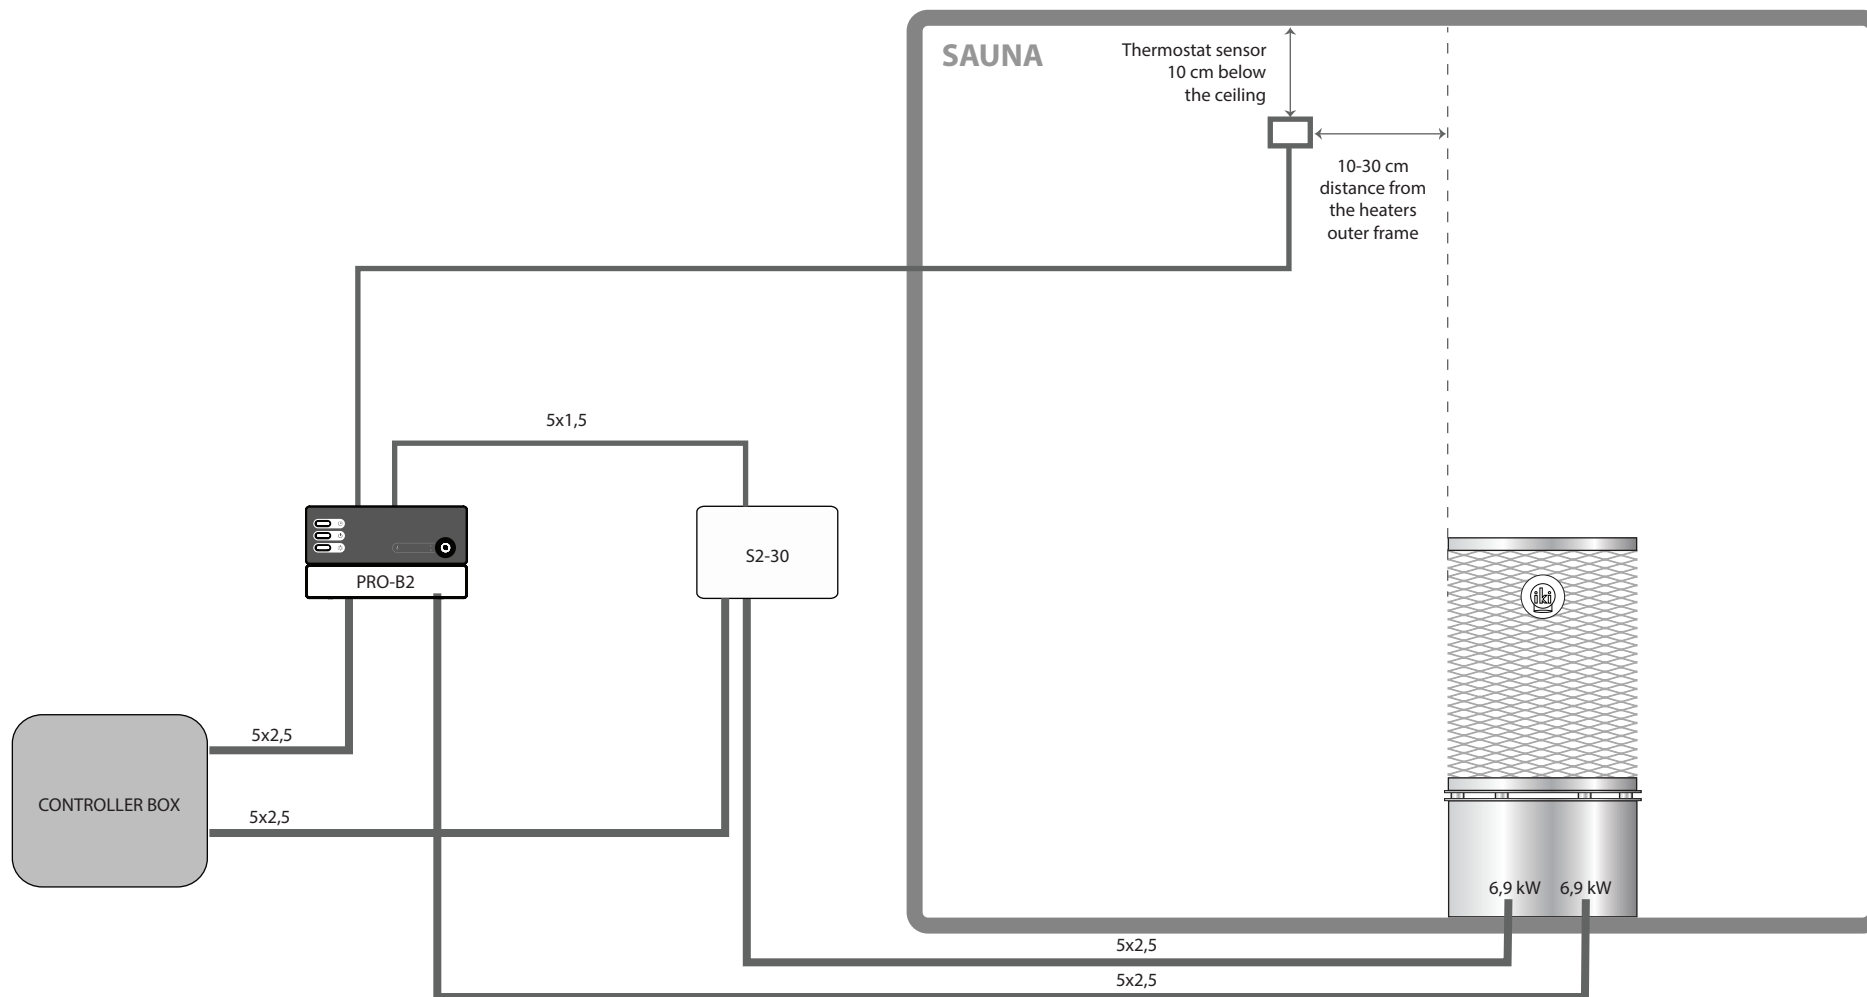 SAUNA
Thermostat sensor
10 cm below
the ceiling
10-30 cm
distance from
the heaters
outer frame
5x1,5
PRO-B2
S2-30
iki
5x2,5
CONTROLLER BOX
5x2,5
6,9 kW 6,9 kW
5x2,5
5x2,5